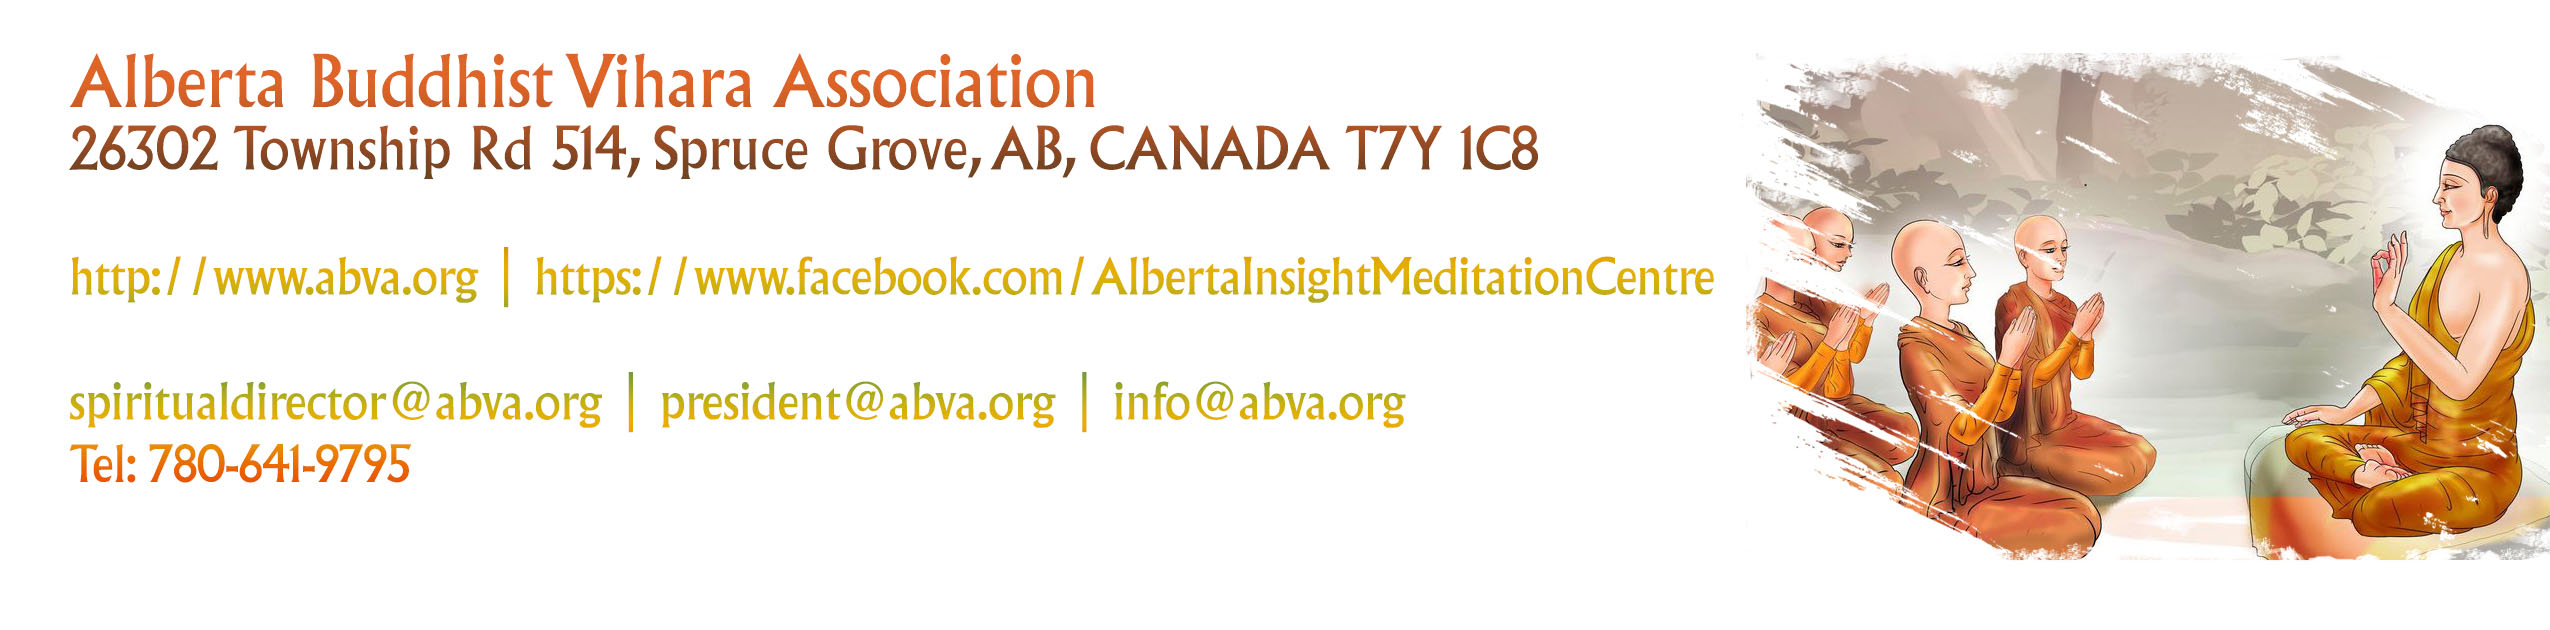 Alberta Buddhist Vihara Association
26302 Township Rd 514, Spruce Grove, AB, CANADA T7Y 1C8
http://www.abva.org | https://www.facebook.com/AlbertaInsightMeditationCentre
spiritualdirector@abva.org | president@abva.org | info@abva.org
Tel: 780-641-9795